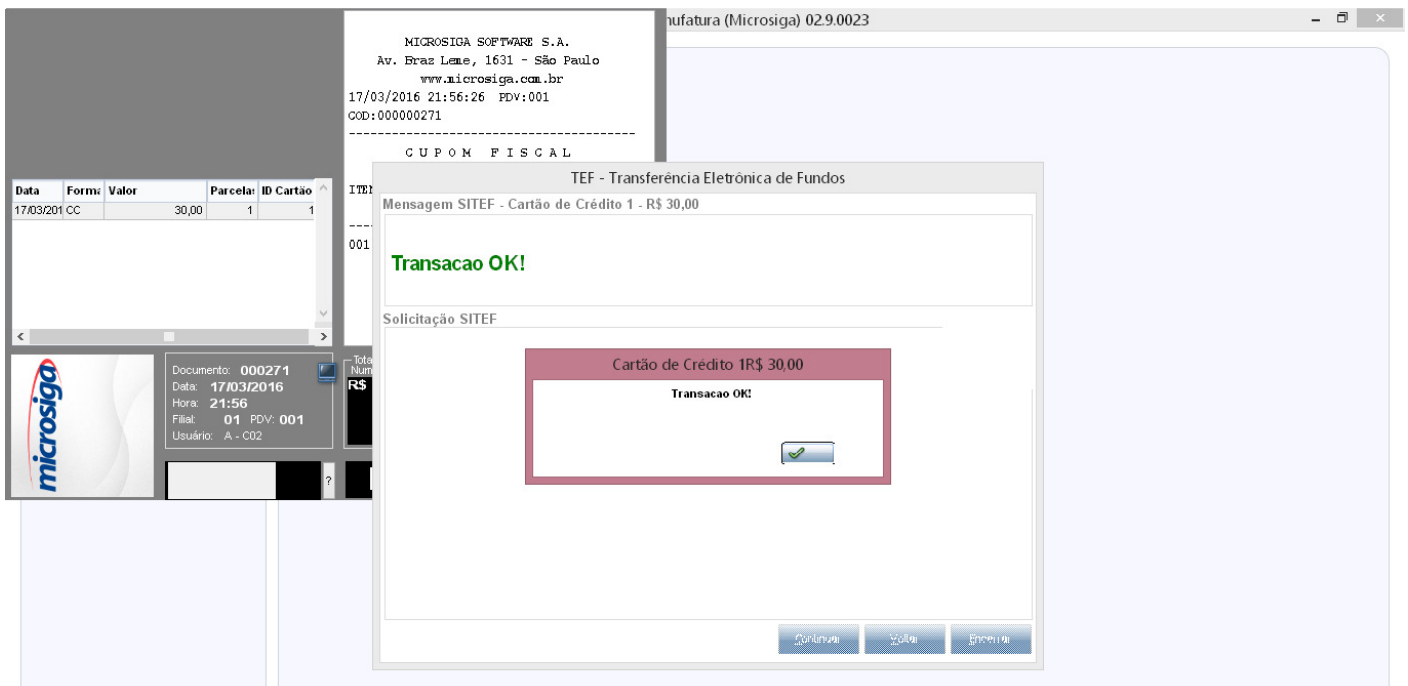 nufatura (Microsiga) 02.9.0023
MICROSIGA SOFTWARE S.A.
Av. Braz Leme, 1631 - São Paulo
www.microsiga.com.br
17/03/2016 21:56:26 PDV:001
COD:000000271
----------------------------------------
C U P O M F I S C A L
ITEM
001
Data Forma Valor Parcelas ID Cartão
17/03/201 CC 30,00 1 1
TEF - Transferência Eletrônica de Fundos
Mensagem SITEF - Cartão de Crédito 1 - R$ 30,00
Transacao OK!
Solicitação SITEF
Cartão de Crédito 1R$ 30,00
Transacao OK!
microsiga
Documento: 000271
Data: 17/03/2016
Hora: 21:56
Filial: 01 PDV: 001
Usuário: A - C02
?
Tota
Num
R$
Continuar Voltar Encerrar